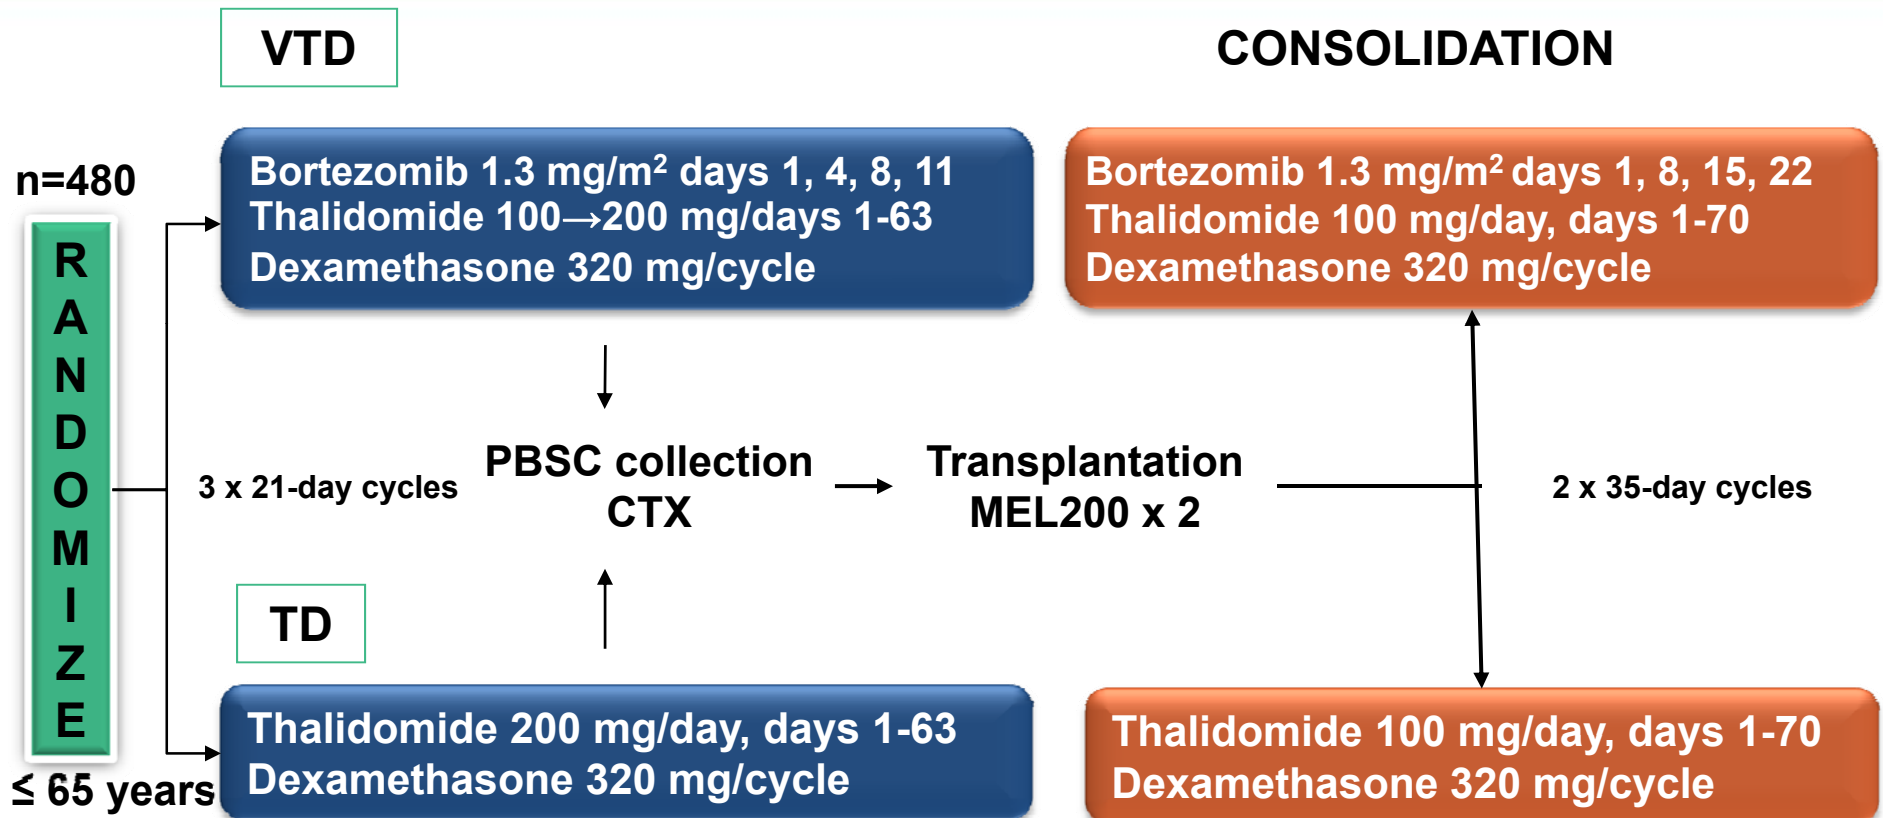 VTD
CONSOLIDATION
n=480
RANDOMIZE
≤ 65 years
Bortezomib 1.3 mg/m² days 1, 4, 8, 11
Thalidomide 100→200 mg/days 1-63
Dexamethasone 320 mg/cycle
Bortezomib 1.3 mg/m² days 1, 8, 15, 22
Thalidomide 100 mg/day, days 1-70
Dexamethasone 320 mg/cycle
3 x 21-day cycles
PBSC collection
CTX
Transplantation
MEL200 x 2
2 x 35-day cycles
TD
Thalidomide 200 mg/day, days 1-63
Dexamethasone 320 mg/cycle
Thalidomide 100 mg/day, days 1-70
Dexamethasone 320 mg/cycle